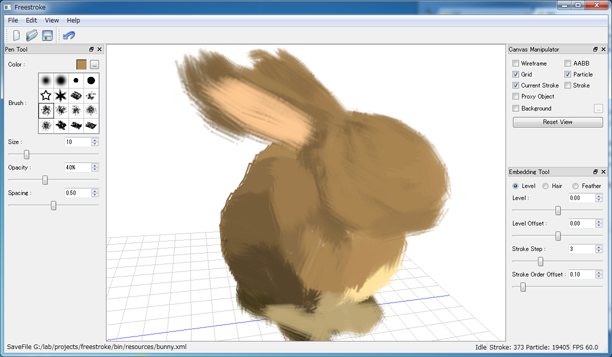 Freestroke
File Edit View Help
Pen Tool
Color :
Brush :
Size :
10
Opacity :
40%
Spacing :
0.50
Canvas Manipulator
Wireframe AABB
Grid Particle
Current Stroke Stroke
Proxy Object
Background ...
Reset View
Embedding Tool
Level Hair Feather
Level :
0.00
Level Offset :
0.00
Stroke Step :
3
Stroke Order Offset :
0.10
SaveFile G:/lab/projects/freestroke/bin/resources/bunny.xml
Idle Stroke: 373 Particle: 19405 FPS 60.0